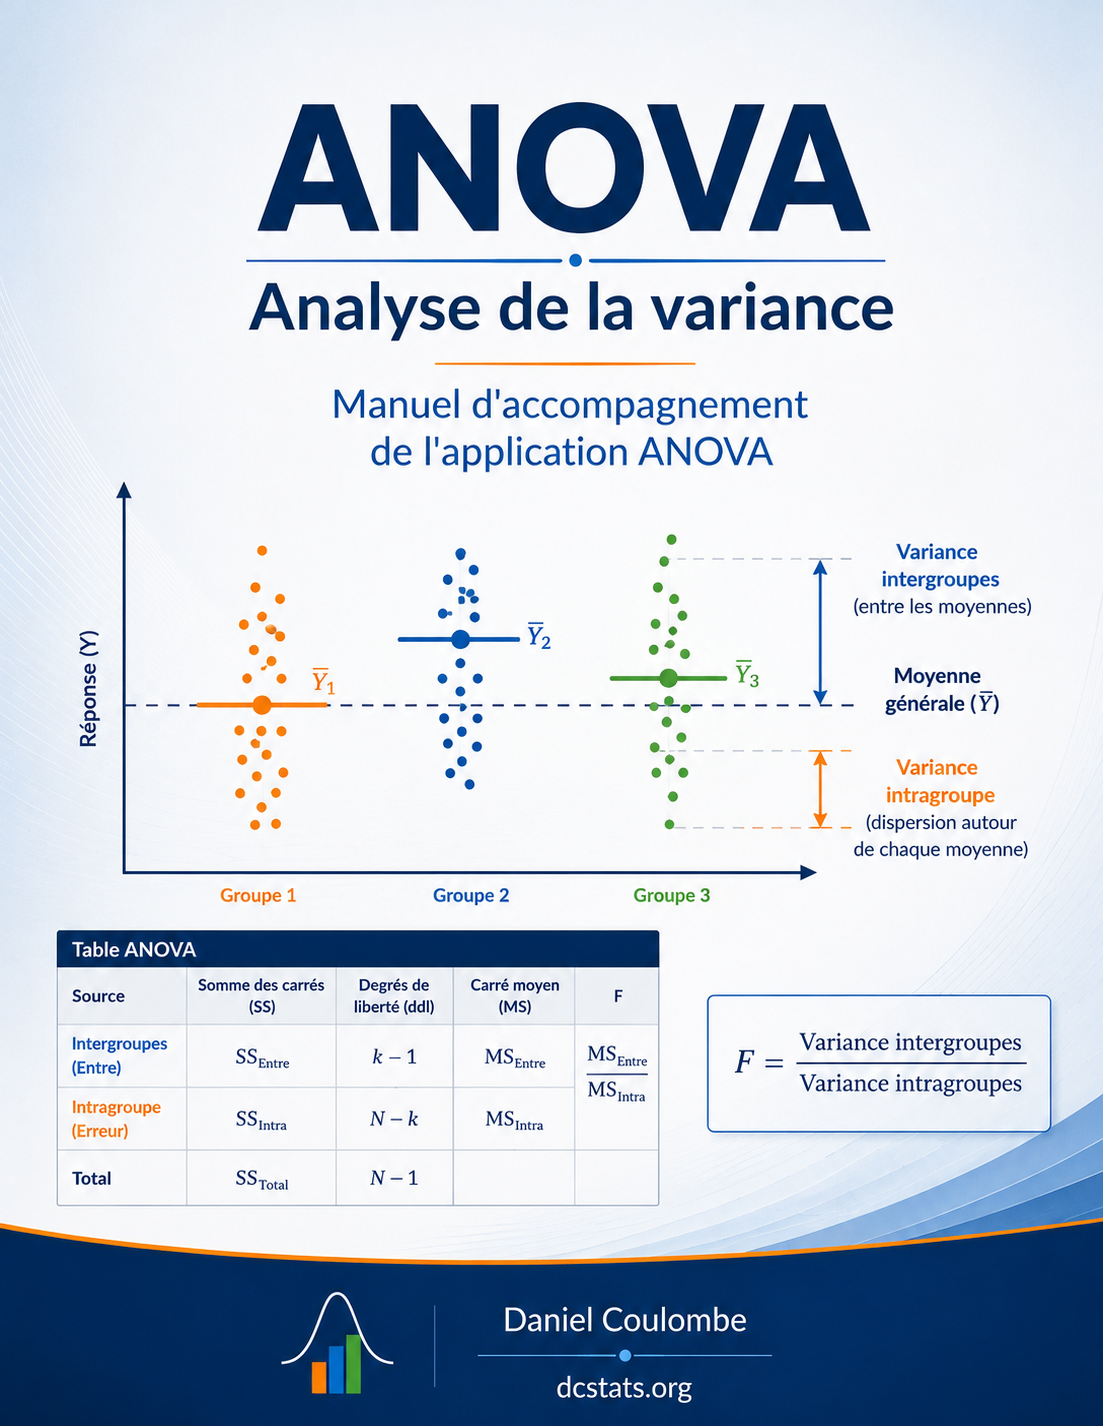 ANOVA
Analyse de la variance
Manuel d'accompagnement
de l'application ANOVA
Réponse (Y)
Y̅1
Y̅2
Y̅3
Variance
intergroupes
(entre les moyennes)
Moyenne
générale (Y̅)
Variance
intragroupe
(dispersion autour
de chaque moyenne)
Groupe 1
Groupe 2
Groupe 3
Table ANOVA
Source
Somme des carrés
(SS)
Degrés de
liberté (ddl)
Carré moyen
(MS)
F
Intergroupes
(Entre)
SSEntre
k − 1
MSEntre
MSEntre
MSIntra
Intragroupe
(Erreur)
SSIntra
N − k
MSIntra
Total
SSTotal
N − 1
F =
Variance intergroupes
Variance intragroupes
Daniel Coulombe
dcstats.org